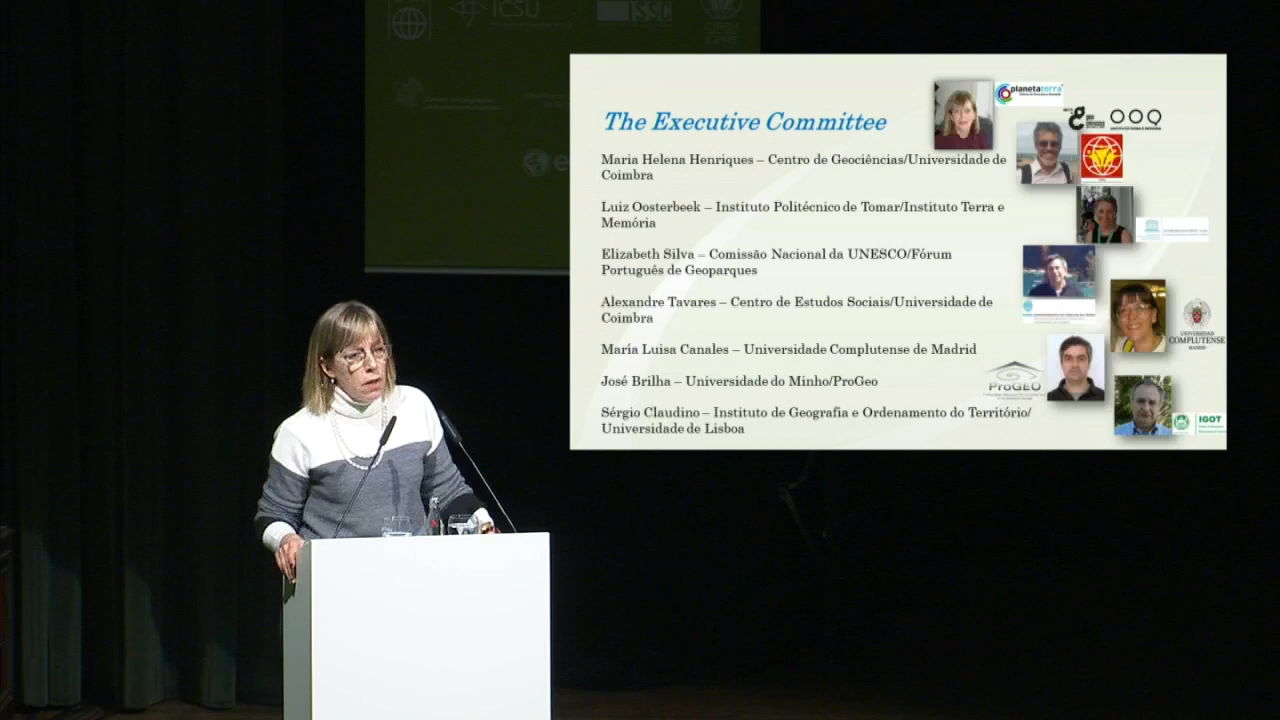 ICSU
ISSC
planetaterra
The Executive Committee
Maria Helena Henriques – Centro de Geociências/Universidade de
Coimbra
Luiz Oosterbeek – Instituto Politécnico de Tomar/Instituto Terra e
Memória
Elizabeth Silva – Comissão Nacional da UNESCO/Fórum
Português de Geoparques
Alexandre Tavares – Centro de Estudos Sociais/Universidade de
Coimbra
María Luisa Canales – Universidade Complutense de Madrid
José Brilha – Universidade do Minho/ProGeo
Sérgio Claudino – Instituto de Geografia e Ordenamento do Território/
Universidade de Lisboa
UNIVERSIDAD
COMPLUTENSE
MADRID
ProGEO
IGOT